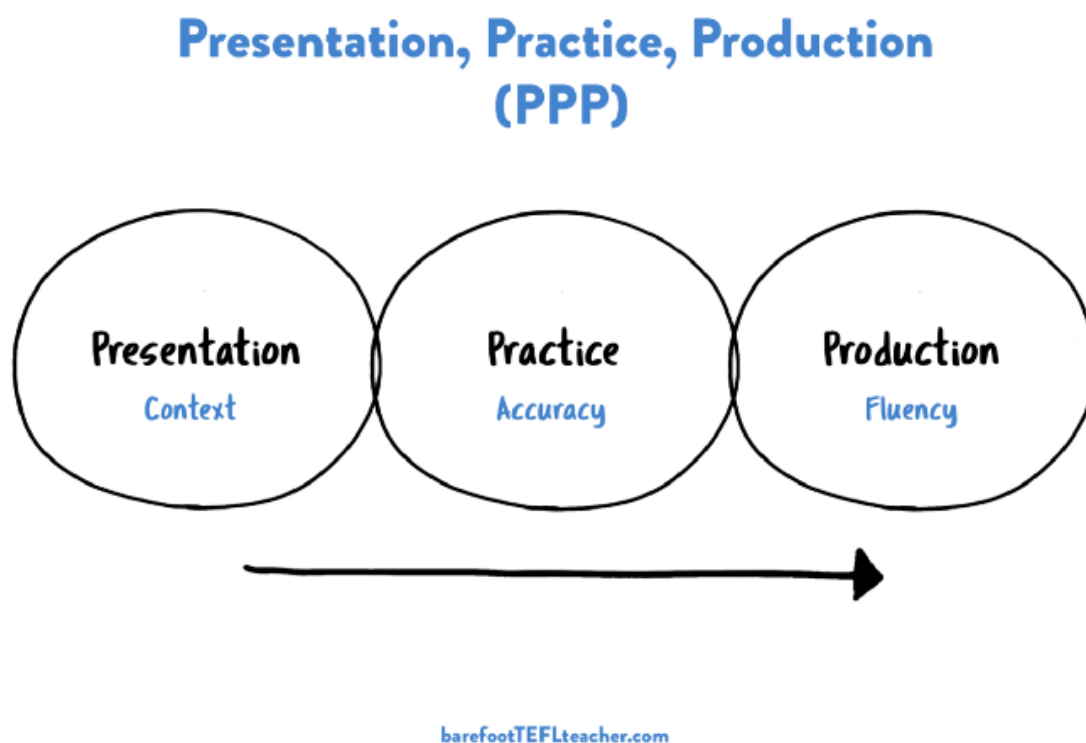 Presentation, Practice, Production
(PPP)
Presentation
Context
Practice
Accuracy
Production
Fluency
barefootTEFLteacher.com